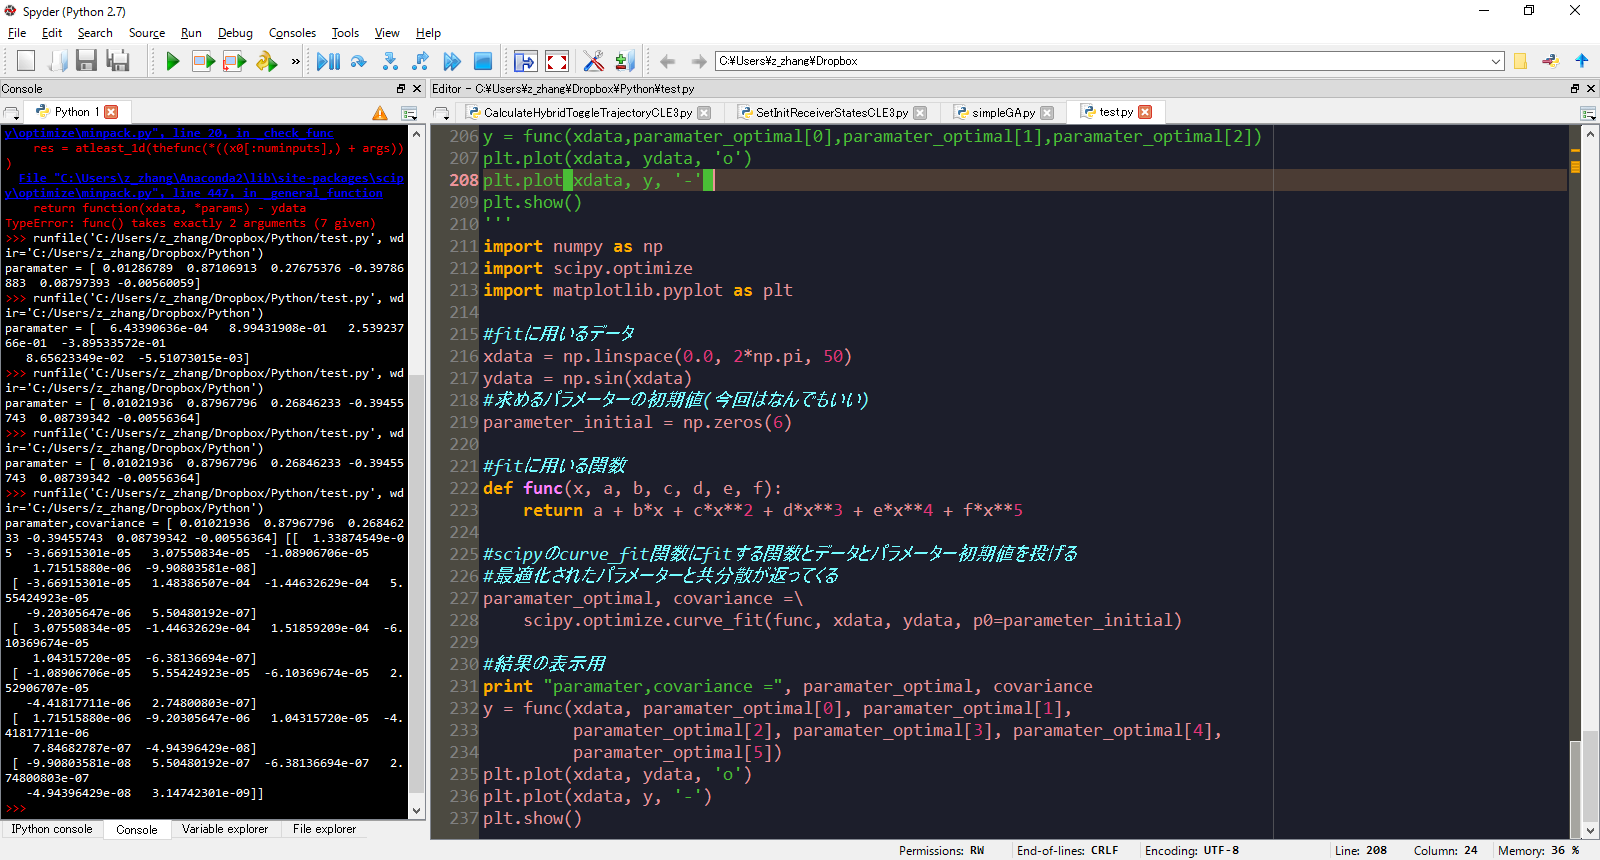 Spyder (Python 2.7)
File Edit Search Source Run Debug Consoles Tools View Help
C:¥Users¥z_zhang¥Dropbox
Console
Python 1
y\optimize\minpack.py", line 20, in _check_func
res = atleast_1d(thefunc(*((x0[:numinputs],) + args))
)
File "C:\Users\z_zhang\Anaconda2\lib\site-packages\scip
y\optimize\minpack.py", line 447, in _general_function
return function(xdata, *params) - ydata
TypeError: func() takes exactly 2 arguments (7 given)
>>> runfile('C:/Users/z_zhang/Dropbox/Python/test.py', wd
ir='C:/Users/z_zhang/Dropbox/Python')
paramater = [ 0.01286789 0.87106913 0.27675376 -0.39786
883 0.08797393 -0.00560059]
>>> runfile('C:/Users/z_zhang/Dropbox/Python/test.py', wd
ir='C:/Users/z_zhang/Dropbox/Python')
paramater = [ 6.43390636e-04 8.99431908e-01 2.539237
66e-01 -3.89533572e-01
8.65623349e-02 -5.51073015e-03]
>>> runfile('C:/Users/z_zhang/Dropbox/Python/test.py', wd
ir='C:/Users/z_zhang/Dropbox/Python')
paramater = [ 0.01021936 0.87967796 0.26846233 -0.39455
743 0.08739342 -0.00556364]
>>> runfile('C:/Users/z_zhang/Dropbox/Python/test.py', wd
ir='C:/Users/z_zhang/Dropbox/Python')
paramater = [ 0.01021936 0.87967796 0.26846233 -0.39455
743 0.08739342 -0.00556364]
>>> runfile('C:/Users/z_zhang/Dropbox/Python/test.py', wd
ir='C:/Users/z_zhang/Dropbox/Python')
paramater,covariance = [ 0.01021936 0.87967796 0.268462
33 -0.39455743 0.08739342 -0.00556364] [[ 1.33874549e-0
5 -3.66915301e-05 3.07550834e-05 -1.08906706e-05
1.71515880e-06 -9.90803581e-08]
[ -3.66915301e-05 1.48386507e-04 -1.44632629e-04 5.
55424923e-05
-9.20305647e-06 5.50480192e-07]
[ 3.07550834e-05 -1.44632629e-04 1.51859209e-04 -6.
10369674e-05
1.04315720e-05 -6.38136694e-07]
[ -1.08906706e-05 5.55424923e-05 -6.10369674e-05 2.
52906707e-05
-4.41817711e-06 2.74800803e-07]
[ 1.71515880e-06 -9.20305647e-06 1.04315720e-05 -4.
41817711e-06
7.84682787e-07 -4.94396429e-08]
[ -9.90803581e-08 5.50480192e-07 -6.38136694e-07 2.
74800803e-07
-4.94396429e-08 3.14742301e-09]]
>>>
IPython console Console Variable explorer File explorer
Editor - C:¥Users¥z_zhang¥Dropbox¥Python¥test.py
CalculateHybridToggleTrajectoryCLE3.py SetInitReceiverStatesCLE3.py simpleGA.py test.py
206 y = func(xdata,paramater_optimal[0],paramater_optimal[1],paramater_optimal[2])
207 plt.plot(xdata, ydata, 'o')
208 plt.plot(xdata, y, '-')
209 plt.show()
210 '''
211 import numpy as np
212 import scipy.optimize
213 import matplotlib.pyplot as plt
214
215 #fitに用いるデータ
216 xdata = np.linspace(0.0, 2*np.pi, 50)
217 ydata = np.sin(xdata)
218 #求めるパラメーターの初期値(今回はなんでもいい)
219 parameter_initial = np.zeros(6)
220
221 #fitに用いる関数
222 def func(x, a, b, c, d, e, f):
223 return a + b*x + c*x**2 + d*x**3 + e*x**4 + f*x**5
224
225 #scipyのcurve_fit関数にfitする関数とデータとパラメーター初期値を投げる
226 #最適化されたパラメーターと共分散が返ってくる
227 paramater_optimal, covariance =\
228 scipy.optimize.curve_fit(func, xdata, ydata, p0=parameter_initial)
229
230 #結果の表示用
231 print "paramater,covariance =", paramater_optimal, covariance
232 y = func(xdata, paramater_optimal[0], paramater_optimal[1],
233 paramater_optimal[2], paramater_optimal[3], paramater_optimal[4],
234 paramater_optimal[5])
235 plt.plot(xdata, ydata, 'o')
236 plt.plot(xdata, y, '-')
237 plt.show()
Permissions: RW End-of-lines: CRLF Encoding: UTF-8 Line: 208 Column: 24 Memory: 36 %